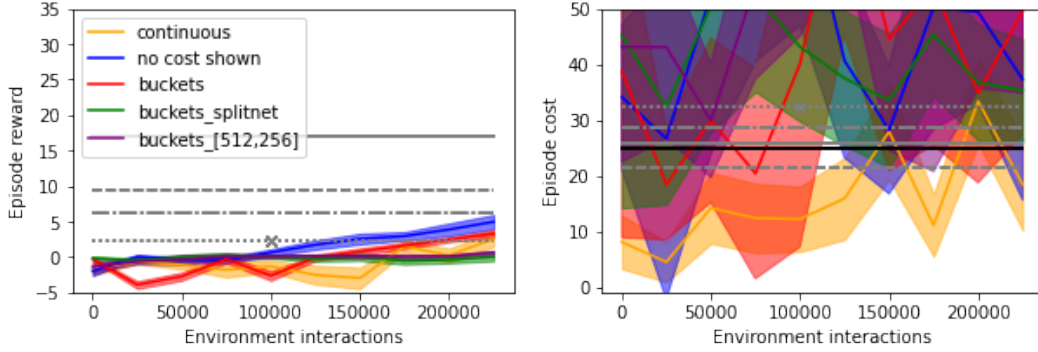 35
30
25
20
15
10
5
0
−5
Episode reward
continuous
no cost shown
buckets
buckets_splitnet
buckets_[512,256]
0
50000
100000
150000
200000
Environment interactions
50
40
30
20
10
0
Episode cost
0
50000
100000
150000
200000
Environment interactions